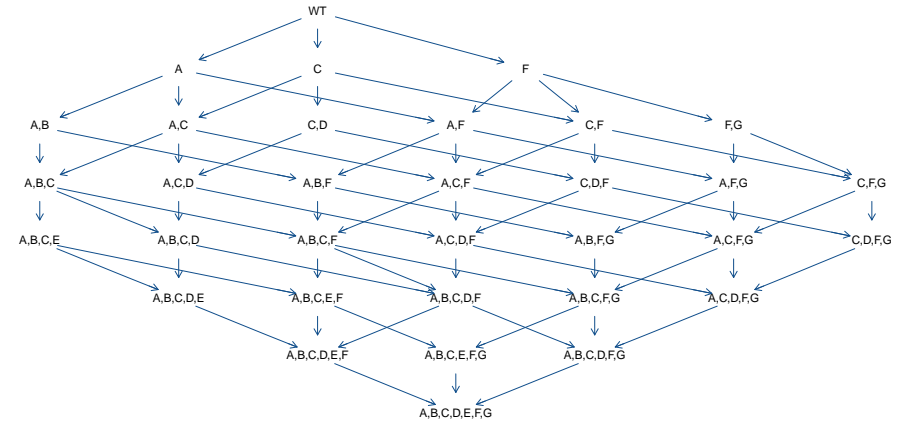 WT
A
C
F
A,B
A,C
C,D
A,F
C,F
F,G
A,B,C
A,C,D
A,B,F
A,C,F
C,D,F
A,F,G
C,F,G
A,B,C,E
A,B,C,D
A,B,C,F
A,C,D,F
A,B,F,G
A,C,F,G
C,D,F,G
A,B,C,D,E
A,B,C,E,F
A,B,C,D,F
A,B,C,F,G
A,C,D,F,G
A,B,C,D,E,F
A,B,C,E,F,G
A,B,C,D,F,G
A,B,C,D,E,F,G